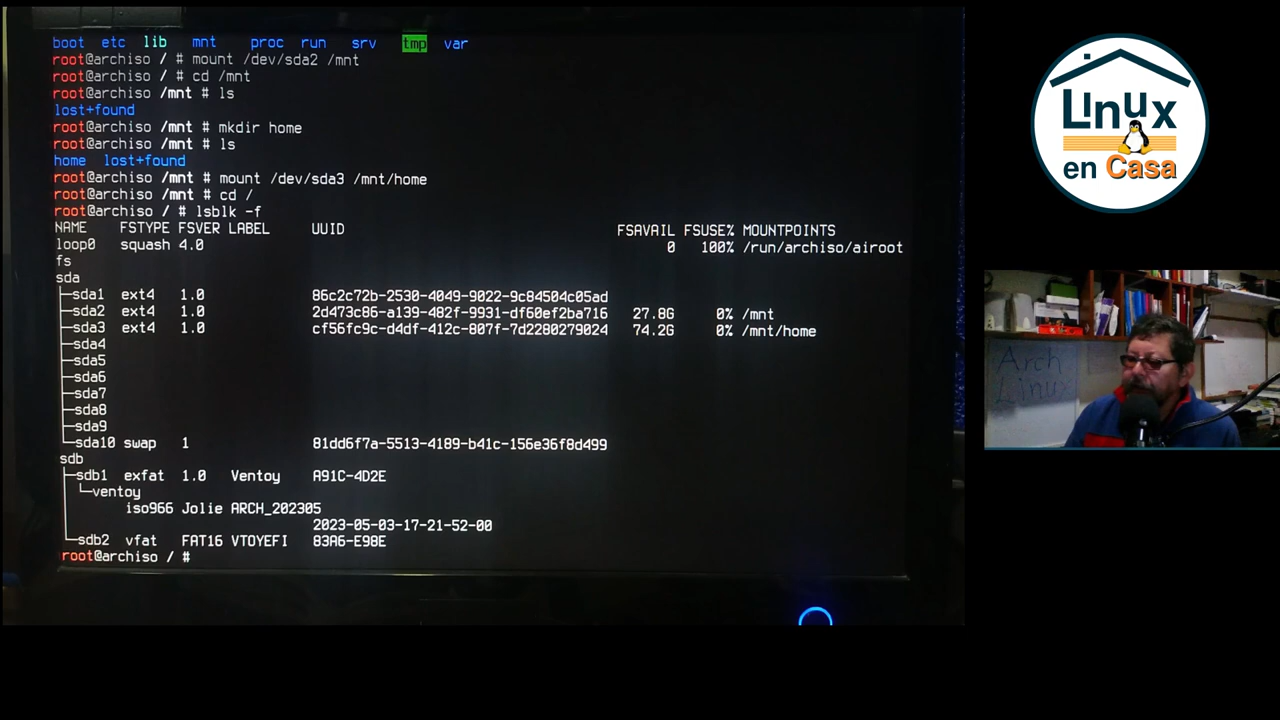 boot etc lib mnt proc run srv tmp var
root@archiso / # mount /dev/sda2 /mnt
root@archiso / # cd /mnt
root@archiso /mnt # ls
lost+found
root@archiso /mnt # mkdir home
root@archiso /mnt # ls
home lost+found
root@archiso /mnt # mount /dev/sda3 /mnt/home
root@archiso /mnt # cd /
root@archiso / # lsblk -f
NAME FSTYPE FSVER LABEL UUID FSAVAIL FSUSE% MOUNTPOINTS
loop0 squash 4.0 0 100% /run/archiso/airoot
fs
sda
├─sda1 ext4 1.0 86c2c72b-2530-4049-9022-9c84504c05ad
├─sda2 ext4 1.0 2d473c86-a139-482f-9931-df60ef2ba716 27.8G 0% /mnt
├─sda3 ext4 1.0 cf56fc9c-d4df-412c-807f-7d2280279024 74.2G 0% /mnt/home
├─sda4
├─sda5
├─sda6
├─sda7
├─sda8
├─sda9
└─sda10 swap 1 81dd6f7a-5513-4189-b41c-156e36f8d499
sdb
├─sdb1 exfat 1.0 Ventoy A91C-4D2E
│ └─ventoy
│ iso966 Jolie ARCH_202305
│ 2023-05-03-17-21-52-00
└─sdb2 vfat FAT16 VTOYEFI 83A6-E98E
root@archiso / #
Linux
en Casa
Arch
Linux